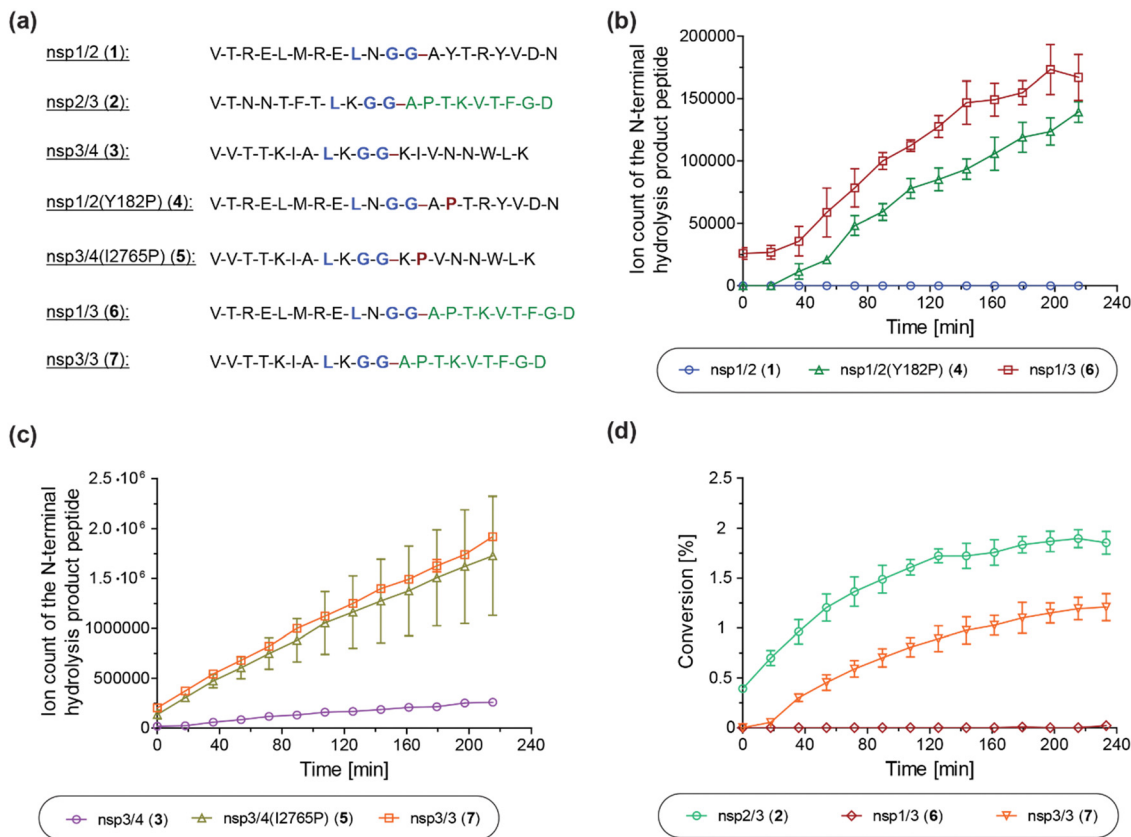 (a)
nsp1/2 (1): V-T-R-E-L-M-R-E-L-N-G-G-A-Y-T-R-Y-V-D-N
nsp2/3 (2): V-T-N-N-T-F-T-L-K-G-G-A-P-T-K-V-T-F-G-D
nsp3/4 (3): V-V-T-T-K-I-A-L-K-G-G-K-I-V-N-N-W-L-K
nsp1/2(Y182P) (4): V-T-R-E-L-M-R-E-L-N-G-G-A-P-T-R-Y-V-D-N
nsp3/4(I2765P) (5): V-V-T-T-K-I-A-L-K-G-G-K-P-V-N-N-W-L-K
nsp1/3 (6): V-T-R-E-L-M-R-E-L-N-G-G-A-P-T-K-V-T-F-G-D
nsp3/3 (7): V-V-T-T-K-I-A-L-K-G-G-A-P-T-K-V-T-F-G-D
(b)
Ion count of the N-terminal
hydrolysis product peptide
200000
150000
100000
50000
0
0 40 80 120 160 200 240
Time [min]
nsp1/2 (1) nsp1/2(Y182P) (4) nsp1/3 (6)
(c)
Ion count of the N-terminal
hydrolysis product peptide
2.5·10⁶
2.0·10⁶
1.5·10⁶
1000000
500000
0
0 40 80 120 160 200 240
Time [min]
nsp3/4 (3) nsp3/4(I2765P) (5) nsp3/3 (7)
(d)
Conversion [%]
2.5
2
1.5
1
0.5
0
0 40 80 120 160 200 240
Time [min]
nsp2/3 (2) nsp1/3 (6) nsp3/3 (7)